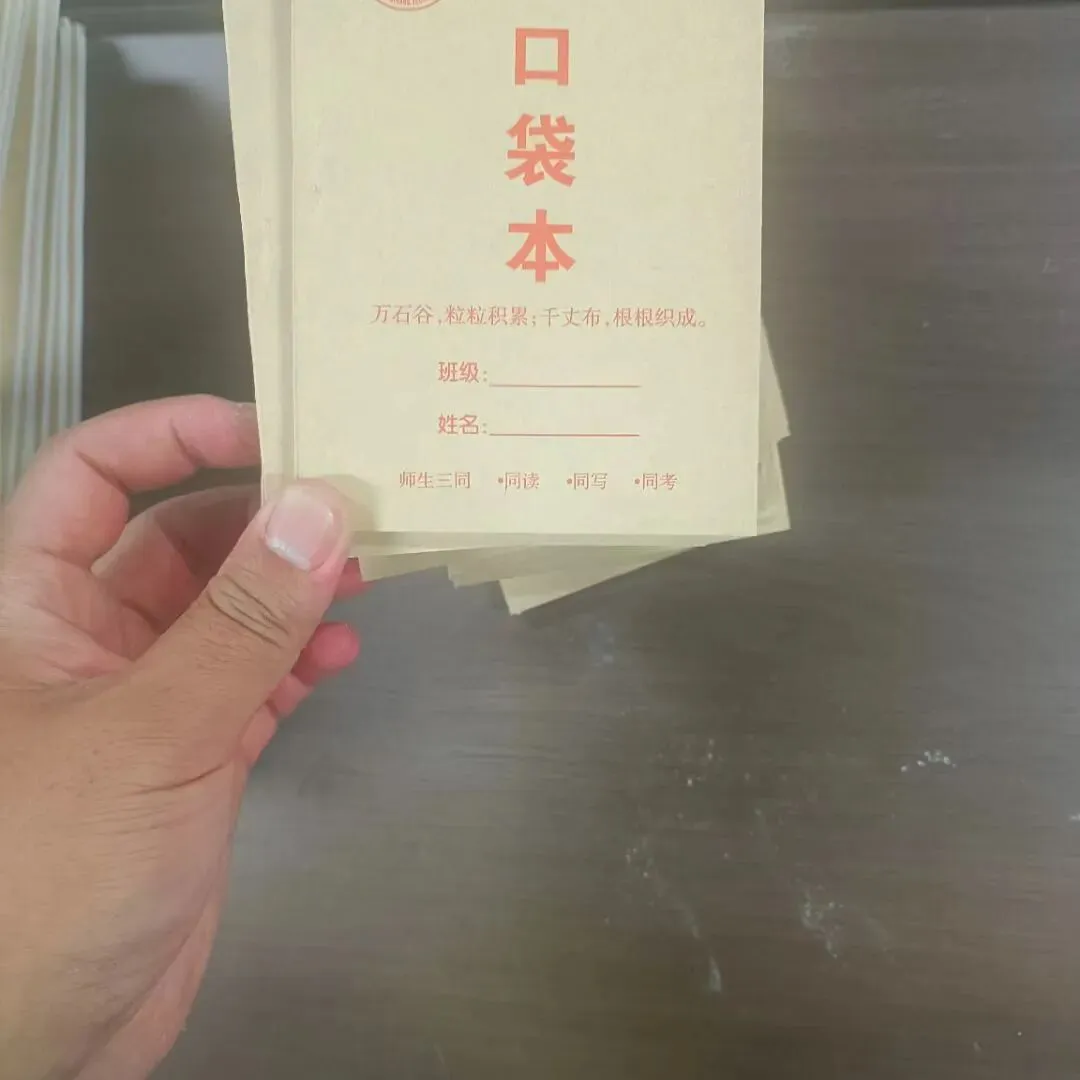 口
袋
本
万石谷,粒粒积累;千丈布,根根织成。
班级:
姓名:
师生三同 •同读 •同写 •同考